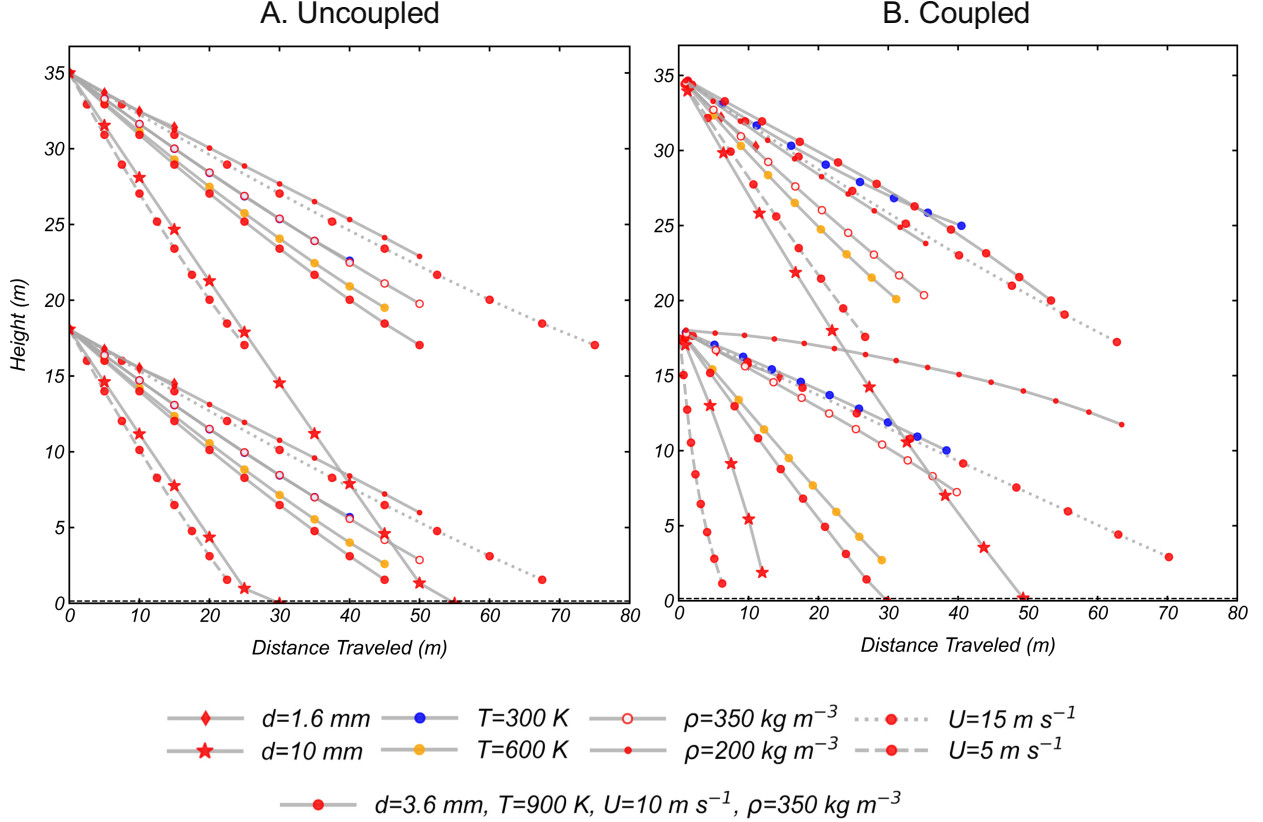 A. Uncoupled
B. Coupled
35
30
25
20
15
10
5
0
Height (m)
0 10 20 30 40 50 60 70 80
Distance Traveled (m)
35
30
25
20
15
10
5
0
0 10 20 30 40 50 60 70 80
Distance Traveled (m)
d=1.6 mm
T=300 K
ρ=350 kg m⁻³
U=15 m s⁻¹
d=10 mm
T=600 K
ρ=200 kg m⁻³
U=5 m s⁻¹
d=3.6 mm, T=900 K, U=10 m s⁻¹, ρ=350 kg m⁻³